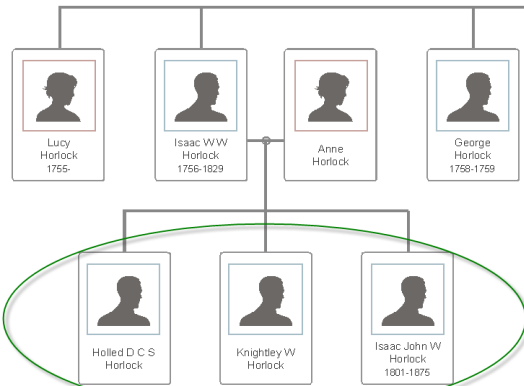 Lucy
Horlock
1755-
Isaac W W
Horlock
1756-1829
Anne
Horlock
George
Horlock
1758-1759
Holled D C S
Horlock
Knightley W
Horlock
Isaac John W
Horlock
1801-1875